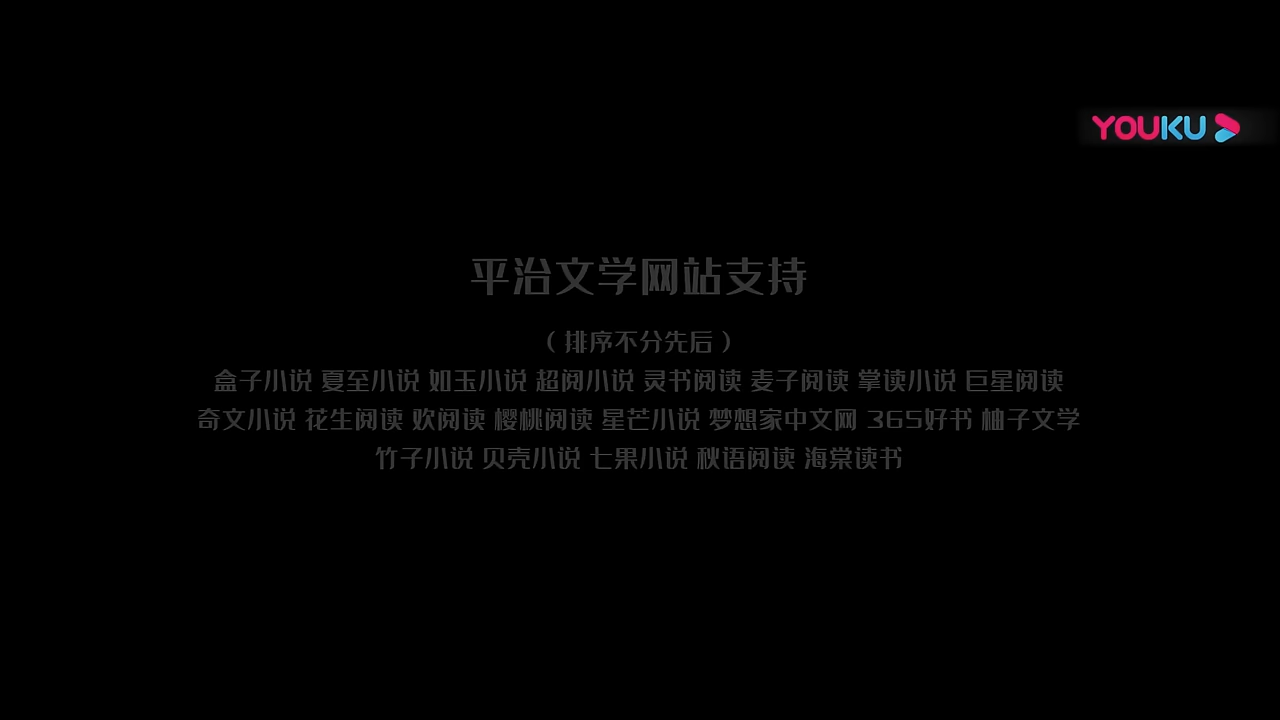 YOUKU
平治文学网站支持
（排序不分先后）
盒子小说 夏至小说 如玉小说 超阅小说 灵书阅读 麦子阅读 掌读小说 巨星阅读
奇文小说 花生阅读 欢阅读 樱桃阅读 星芒小说 梦想家中文网 365好书 柚子文学
竹子小说 贝壳小说 七果小说 秋语阅读 海棠读书